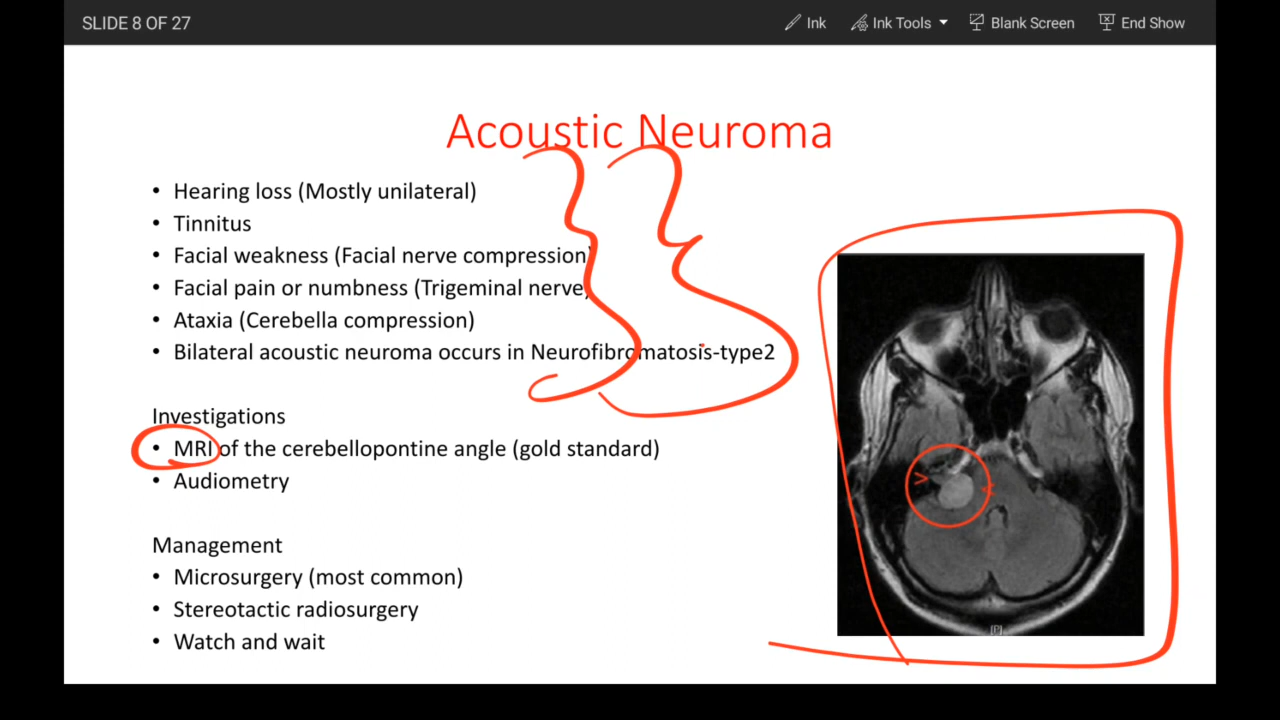 SLIDE 8 OF 27
Ink
Ink Tools
Blank Screen
End Show
Acoustic Neuroma
• Hearing loss (Mostly unilateral)
• Tinnitus
• Facial weakness (Facial nerve compression)
• Facial pain or numbness (Trigeminal nerve)
• Ataxia (Cerebella compression)
• Bilateral acoustic neuroma occurs in Neurofibromatosis-type2
Investigations
• MRI of the cerebellopontine angle (gold standard)
• Audiometry
Management
• Microsurgery (most common)
• Stereotactic radiosurgery
• Watch and wait
[P]